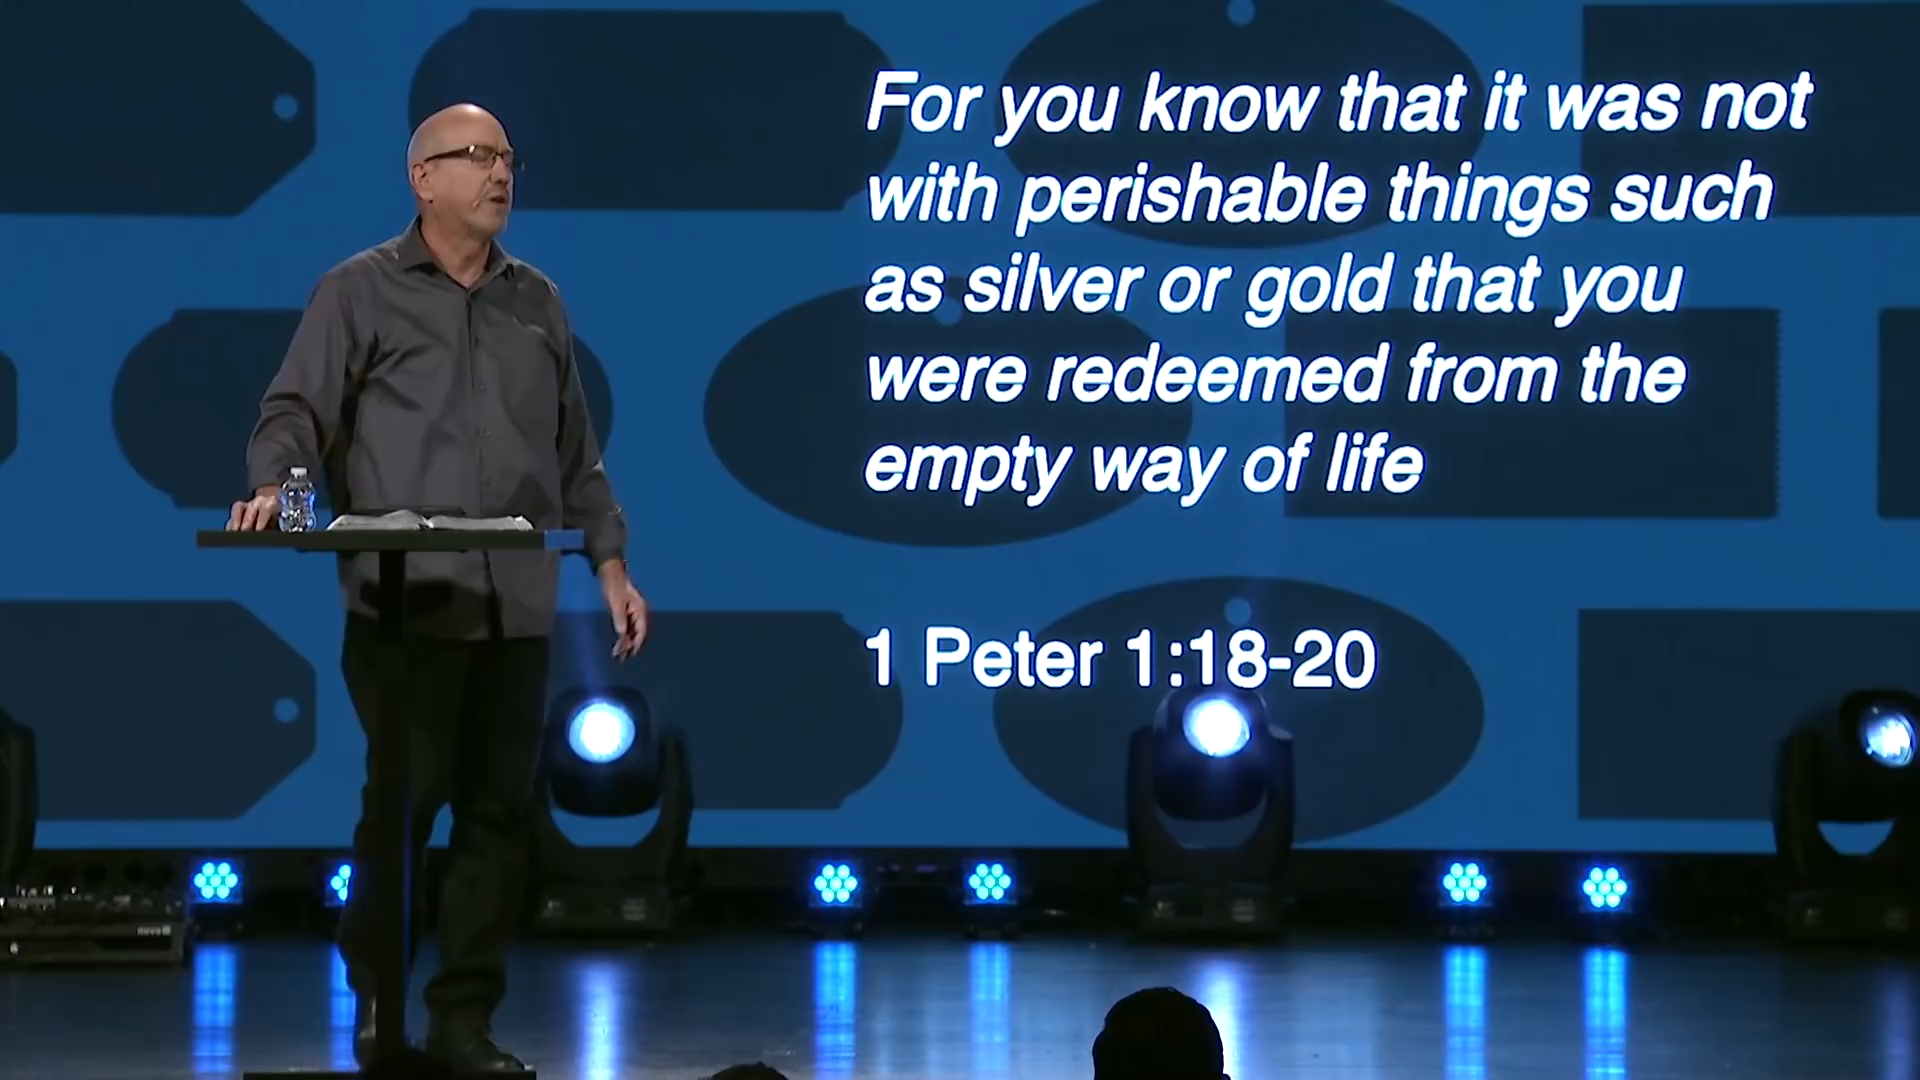 For you know that it was not
with perishable things such
as silver or gold that you
were redeemed from the
empty way of life
1 Peter 1:18-20